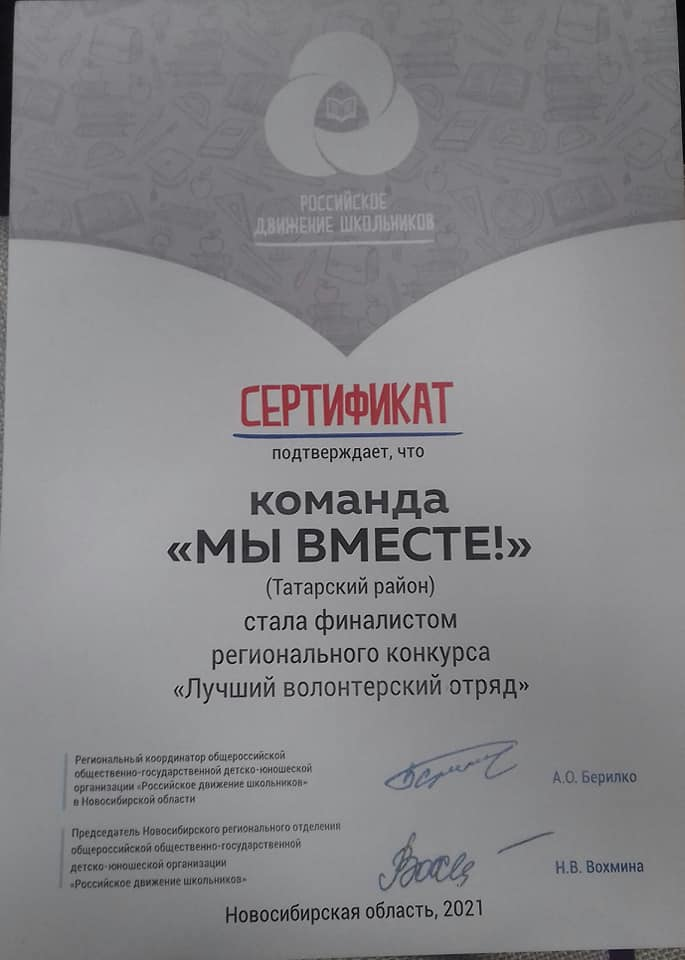 РОССИЙСКОЕ
ДВИЖЕНИЕ ШКОЛЬНИКОВ
СЕРТИФИКАТ
подтверждает, что
команда
«МЫ ВМЕСТЕ!»
(Татарский район)
стала финалистом
регионального конкурса
«Лучший волонтерский отряд»
Региональный координатор общероссийской
общественно-государственной детско-юношеской
организации «Российское движение школьников»
в Новосибирской области
А.О. Берилко
Председатель Новосибирского регионального отделения
общероссийской общественно-государственной
детско-юношеской организации
«Российское движение школьников»
Н.В. Вохмина
Новосибирская область, 2021